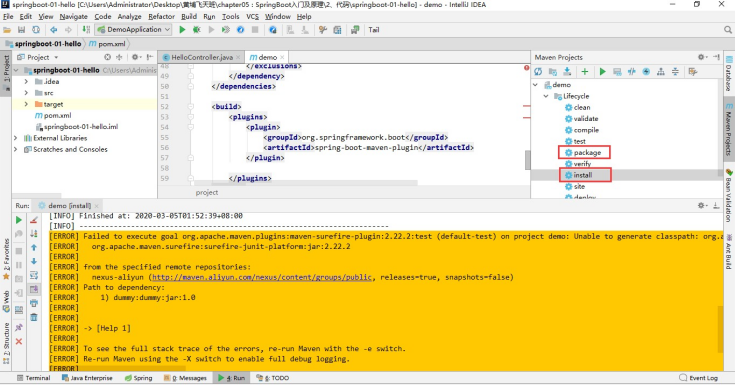 springboot-01-hello [C:\Users\Administrator\Desktop\黄埔飞天班\chapter05 : SpringBoot入门及原理\2、代码\springboot-01-hello] - demo - IntelliJ IDEA
File Edit View Navigate Code Analyze Refactor Build Run Tools VCS Window Help
DemoApplication
Tail
springboot-01-hello
pom.xml
Project
HelloController.java
demo
Maven Projects
springboot-01-hello C:\Users\Adminis
.idea
src
target
pom.xml
springboot-01-hello.iml
External Libraries
Scratches and Consoles
48 </exclusions>
49 </dependency>
50 </dependencies>
51
52 <build>
53 <plugins>
54 <plugin>
55 <groupId>org.springframework.boot</groupId>
56 <artifactId>spring-boot-maven-plugin</artifactId>
57 </plugin>
58
59 </plugins>
project
demo
Lifecycle
clean
validate
compile
test
package
verify
install
site
deploy
1: Project
Database
Maven Projects
Bean Validation
Ant Build
2: Favorites
Web
Z: Structure
Run: demo [install]
[INFO] Finished at: 2020-03-05T01:52:39+08:00
[INFO] ------------------------------------------------------------------------
[ERROR] Failed to execute goal org.apache.maven.plugins:maven-surefire-plugin:2.22.2:test (default-test) on project demo: Unable to generate classpath: org.a
[ERROR] org.apache.maven.surefire:surefire-junit-platform:jar:2.22.2
[ERROR]
[ERROR] from the specified remote repositories:
[ERROR] nexus-aliyun (http://maven.aliyun.com/nexus/content/groups/public, releases=true, snapshots=false)
[ERROR] Path to dependency:
[ERROR] 1) dummy:dummy:jar:1.0
[ERROR]
[ERROR]
[ERROR] -> [Help 1]
[ERROR]
[ERROR] To see the full stack trace of the errors, re-run Maven with the -e switch.
[ERROR] Re-run Maven using the -X switch to enable full debug logging.
[ERROR]
Terminal
Java Enterprise
Spring
0: Messages
4: Run
6: TODO
Event Log